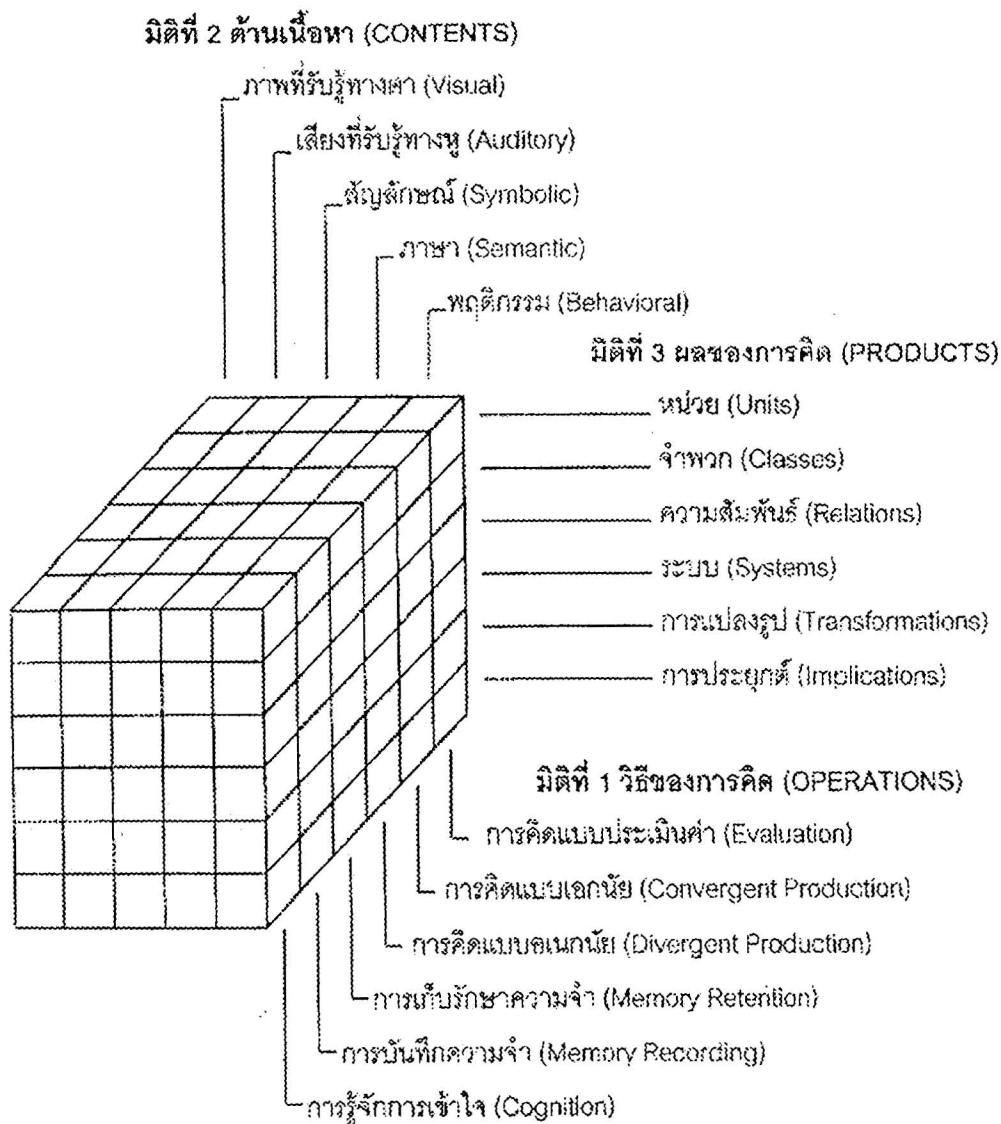 มิติที่ 2 ด้านเนื้อหา (CONTENTS)
ภาพที่รับรู้ทางตา (Visual)
เสียงที่รับรู้ทางหู (Auditory)
สัญลักษณ์ (Symbolic)
ภาษา (Semantic)
พฤติกรรม (Behavioral)
มิติที่ 3 ผลของการคิด (PRODUCTS)
หน่วย (Units)
จำพวก (Classes)
ความสัมพันธ์ (Relations)
ระบบ (Systems)
การแปลงรูป (Transformations)
การประยุกต์ (Implications)
มิติที่ 1 วิธีของการคิด (OPERATIONS)
การคิดแบบประเมินค่า (Evaluation)
การคิดแบบเอกนัย (Convergent Production)
การคิดแบบอเนกนัย (Divergent Production)
การเก็บรักษาความจำ (Memory Retention)
การบันทึกความจำ (Memory Recording)
การรู้จักการเข้าใจ (Cognition)